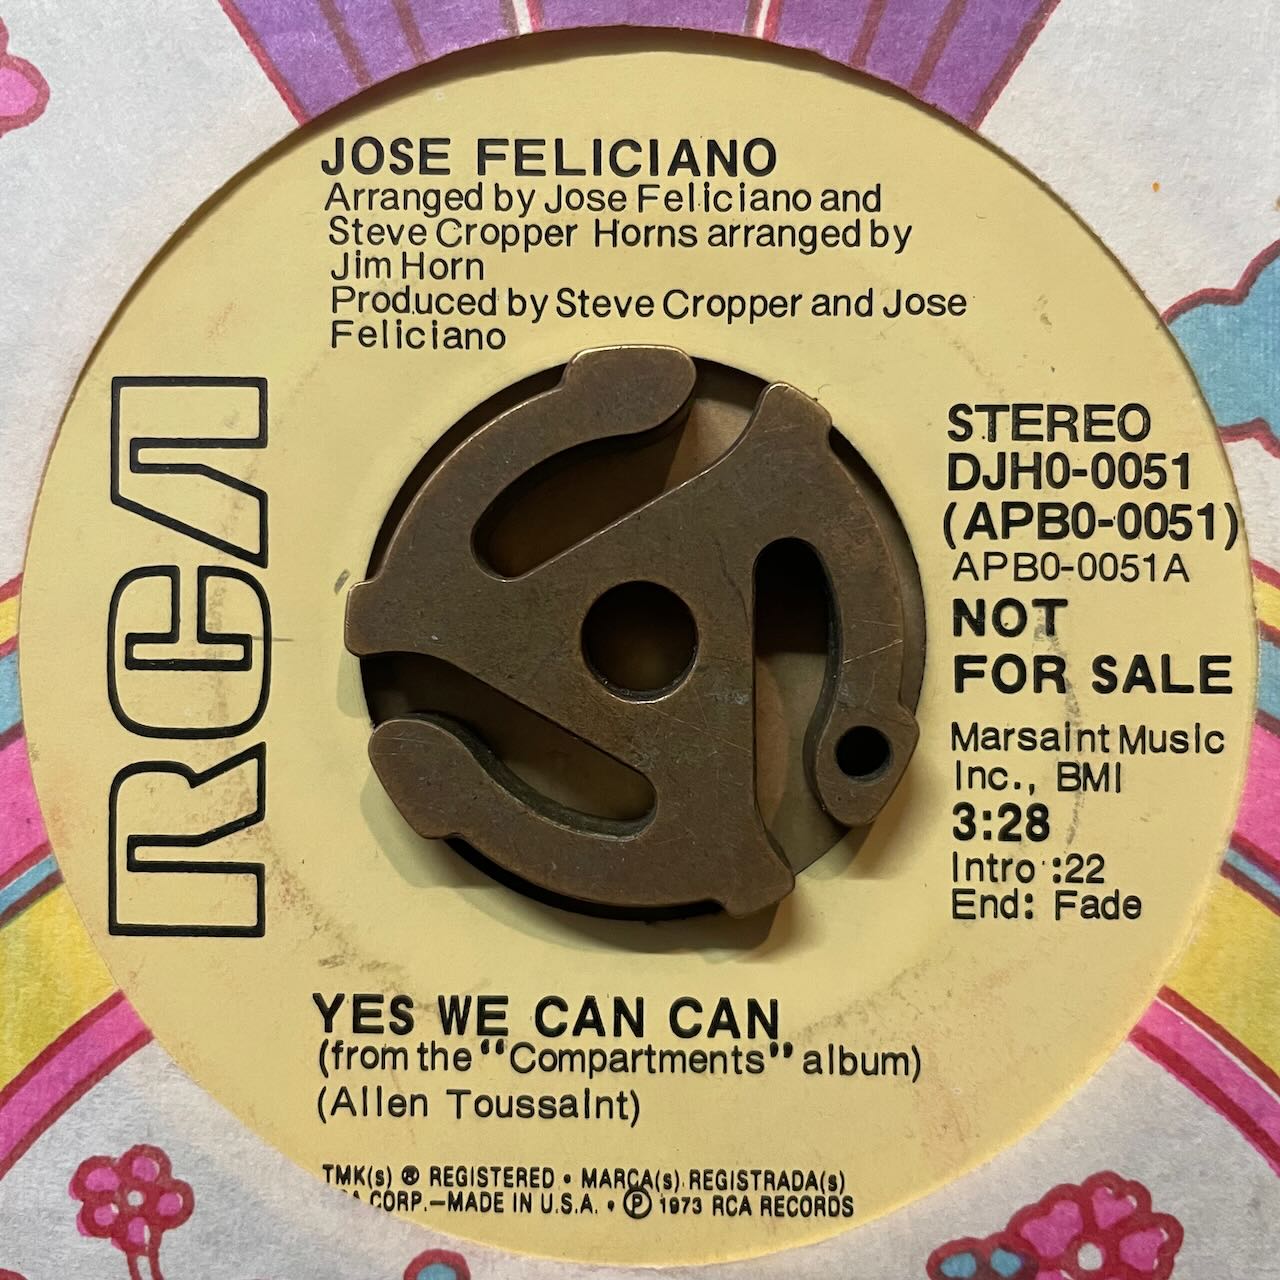 JOSE FELICIANO
Arranged by Jose Feliciano and
Steve Cropper Horns arranged by
Jim Horn
Produced by Steve Cropper and Jose
Feliciano
RCA
STEREO
DJH0-0051
(APB0-0051)
APB0-0051A
NOT
FOR SALE
Marsaint Music
Inc., BMI
3:28
Intro :22
End: Fade
YES WE CAN CAN
(from the "Compartments" album)
(Allen Toussaint)
TMK(s) ® REGISTERED • MARCA(s) REGISTRADA(s)
CORP.—MADE IN U.S.A. • ℗ 1973 RCA RECORDS